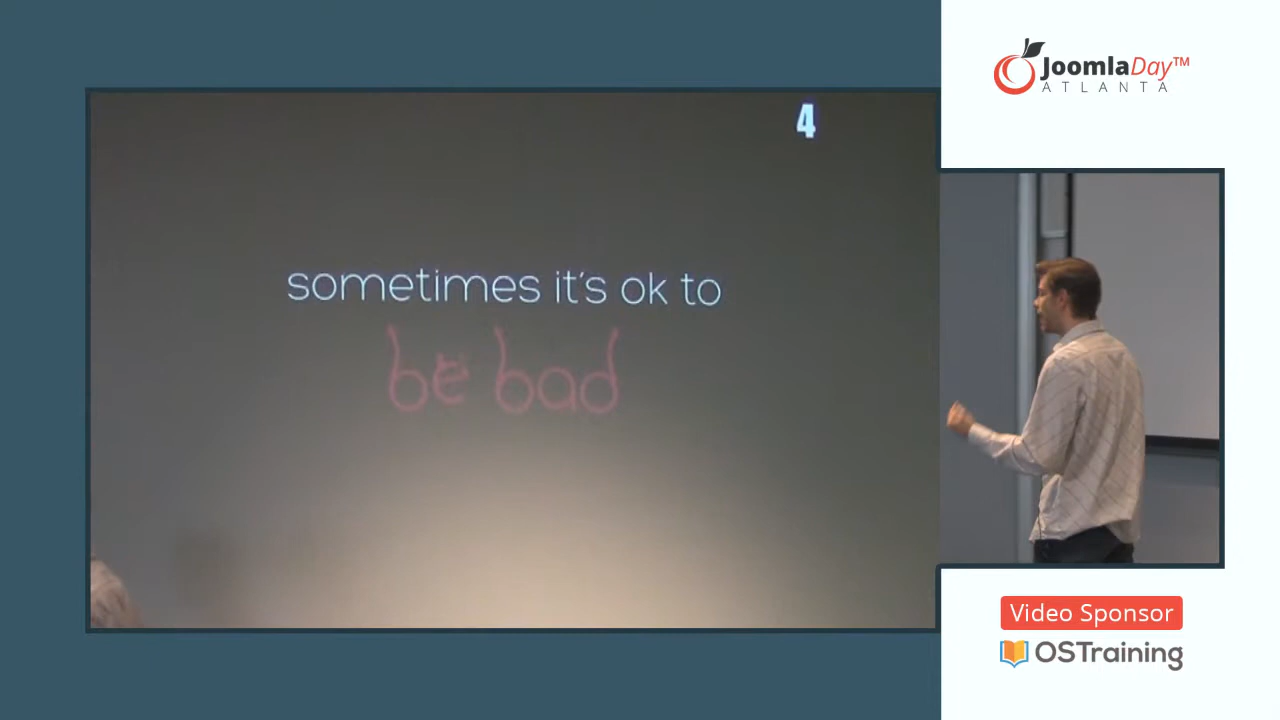 4
sometimes it's ok to
be bad
JoomlaDay™
ATLANTA
Video Sponsor
OSTraining